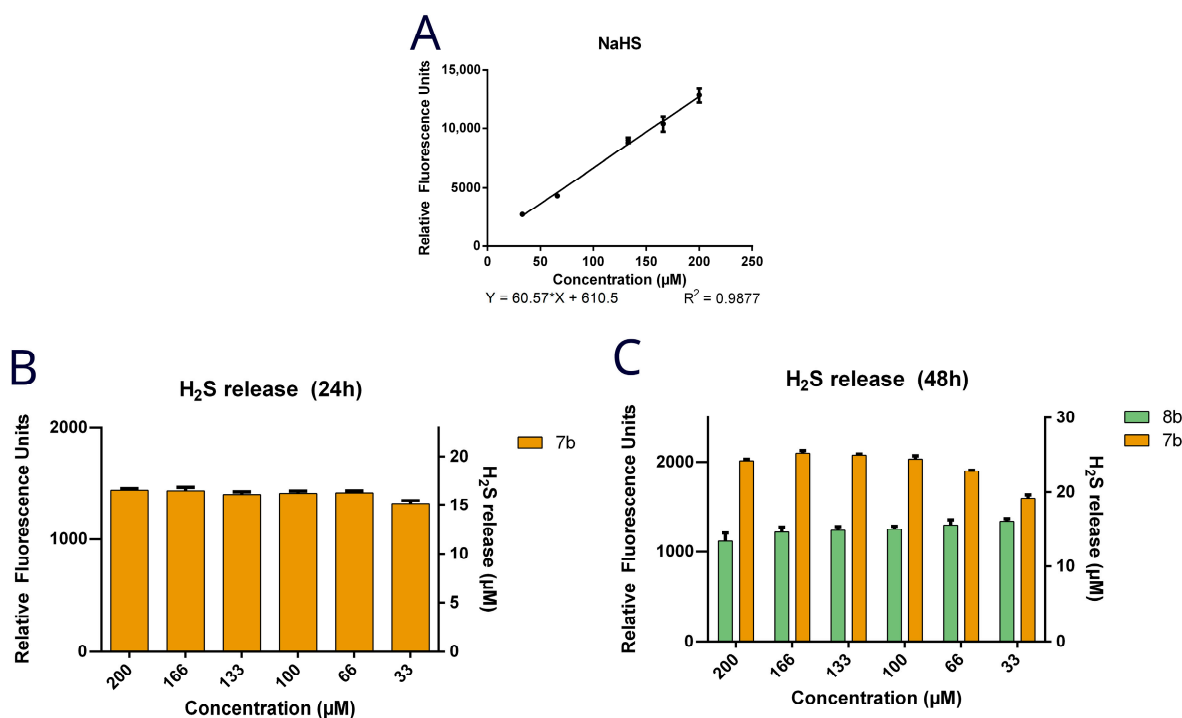 A
NaHS
Relative Fluorescence Units
15,000
10,000
5000
0
0 50 100 150 200 250
Concentration (µM)
Y = 60.57*X + 610.5 R² = 0.9877
B
H₂S release (24h)
Relative Fluorescence Units
2000
1000
0
20
15
10
5
0
H₂S release (µM)
7b
200 166 133 100 66 33
Concentration (µM)
C
H₂S release (48h)
Relative Fluorescence Units
2000
1000
0
30
20
10
0
H₂S release (µM)
8b
7b
200 166 133 100 66 33
Concentration (µM)